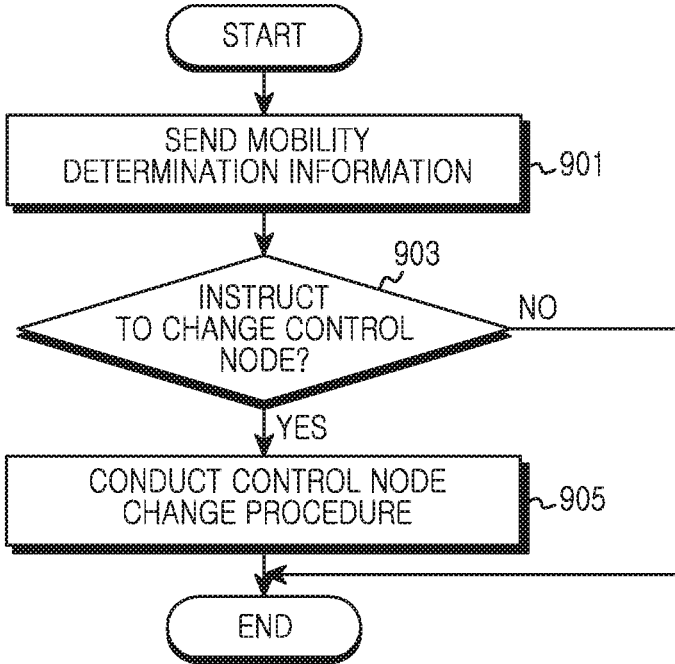 START
SEND MOBILITY
DETERMINATION INFORMATION
901
903
INSTRUCT
TO CHANGE CONTROL
NODE?
NO
YES
CONDUCT CONTROL NODE
CHANGE PROCEDURE
905
END